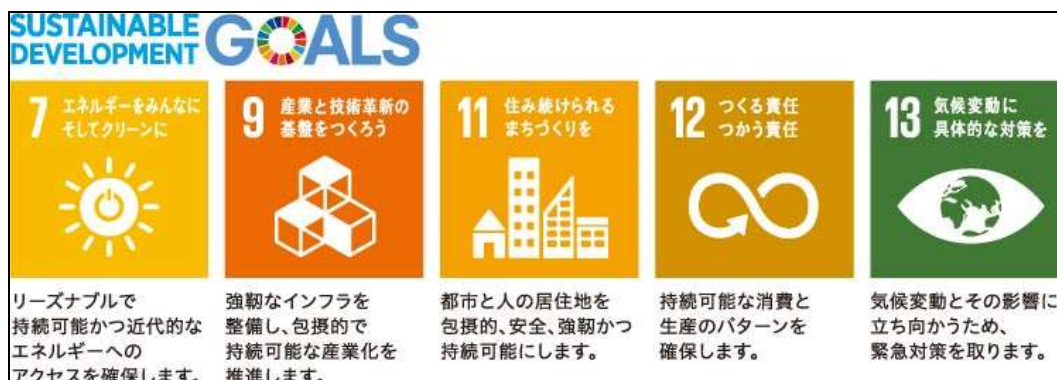 SUSTAINABLE
DEVELOPMENT GOALS
7 エネルギーをみんなに
そしてクリーンに
9 産業と技術革新の
基盤をつくろう
11 住み続けられる
まちづくりを
12 つくる責任
つかう責任
13 気候変動に
具体的な対策を
リーズナブルで
持続可能かつ近代的な
エネルギーへの
アクセスを確保します。
強靭なインフラを
整備し、包摂的で
持続可能な産業化を
推進します。
都市と人の居住地を
包摂的、安全、強靭かつ
持続可能にします。
持続可能な消費と
生産のパターンを
確保します。
気候変動とその影響に
立ち向かうため、
緊急対策を取ります。